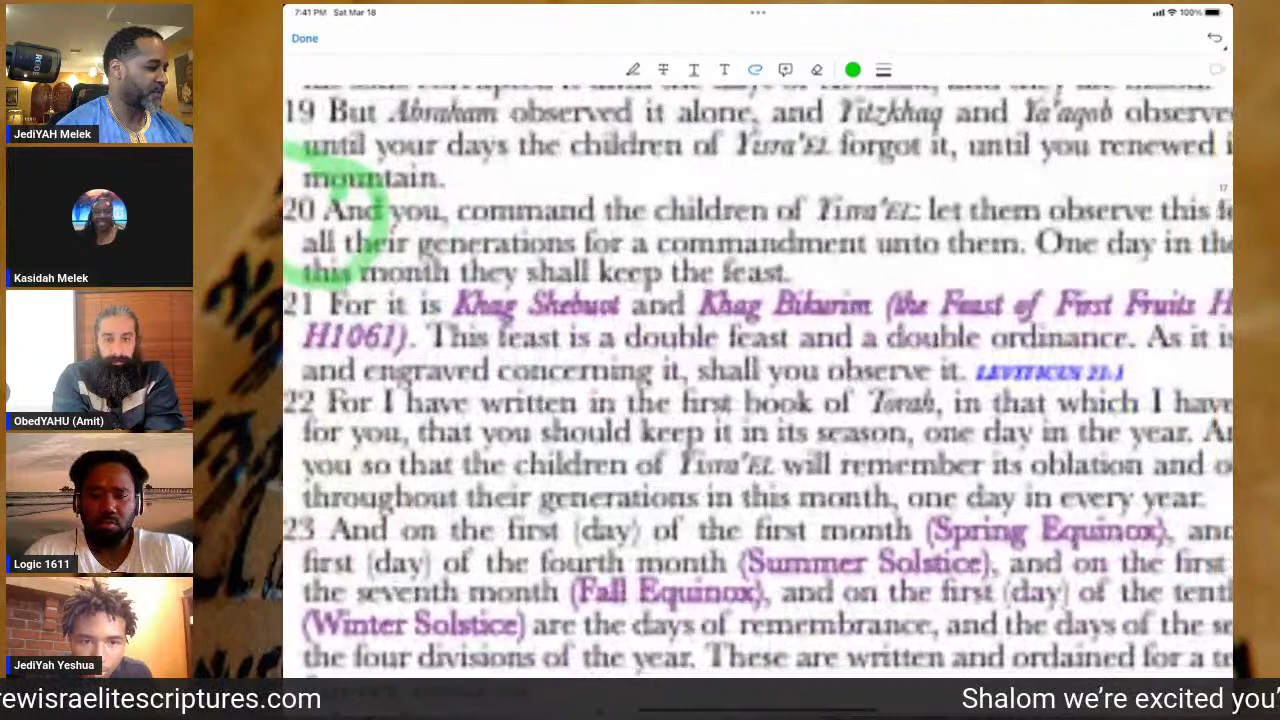 7:41 PM Sat Mar 18
100%
Done
19 But Abraham observed it alone, and Yitzkhaq and Ya'aqob observe
until your days the children of Yisra'EL forgot it, until you renewed i
mountain.
17
20 And you, command the children of Yisra'EL: let them observe this fe
all their generations for a commandment unto them. One day in the
this month they shall keep the feast.
21 For it is Khag Shebuot and Khag Bikurim (the Feast of First Fruits H
H1061). This feast is a double feast and a double ordinance. As it is
and engraved concerning it, shall you observe it. LEVITICUS
22 For I have written in the first book of Torah, in that which I have
for you, that you should keep it in its season, one day in the year. An
you so that the children of Yisra'EL will remember its oblation and o
throughout their generations in this month, one day in every year.
23 And on the first (day) of the first month (Spring Equinox), and
first (day) of the fourth month (Summer Solstice), and on the first
the seventh month (Fall Equinox), and on the first (day) of the tent
(Winter Solstice) are the days of remembrance, and the days of the se
the four divisions of the year. These are written and ordained for a te
JediYAH Melek
Kasidah Melek
ObedYAHU (Amit)
Logic 1611
JediYah Yeshua
rewisraelitescriptures.com
Shalom we're excited you'